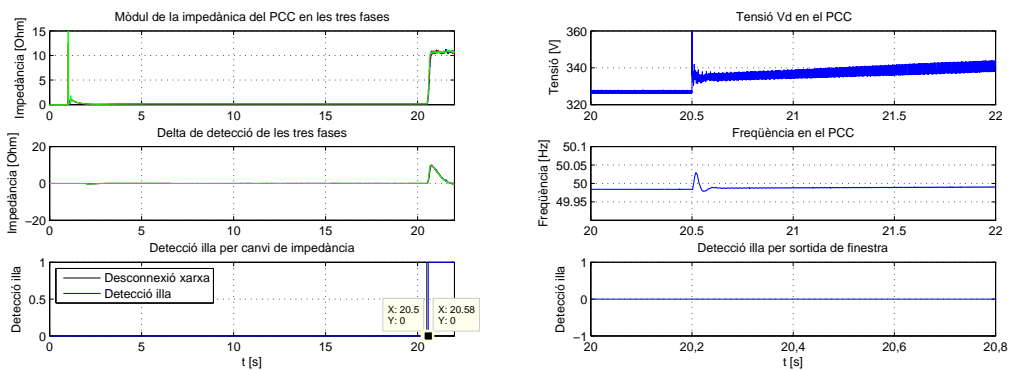 Mòdul de la impedànica del PCC en les tres fases
Impedància [Ohm]
15
10
5
0
0
5
10
15
20
Delta de detecció de les tres fases
Impedància [Ohm]
20
0
−20
0
5
10
15
20
Detecció illa per canvi de impedància
Detecció illa
1
0.5
0
Desconnexió xarxa
Detecció illa
X: 20.5
Y: 0
X: 20.58
Y: 0
0
5
10
15
20
t [s]
Tensió Vd en el PCC
Tensió [V]
360
340
320
20
20.5
21
21.5
22
Freqüència en el PCC
Freqüència [Hz]
50.1
50.05
50
49.95
20
20.5
21
21.5
22
Detecció illa per sortida de finestra
Detecció illa
1
0
−1
20
20,2
20,4
20,6
20,8
t [s]